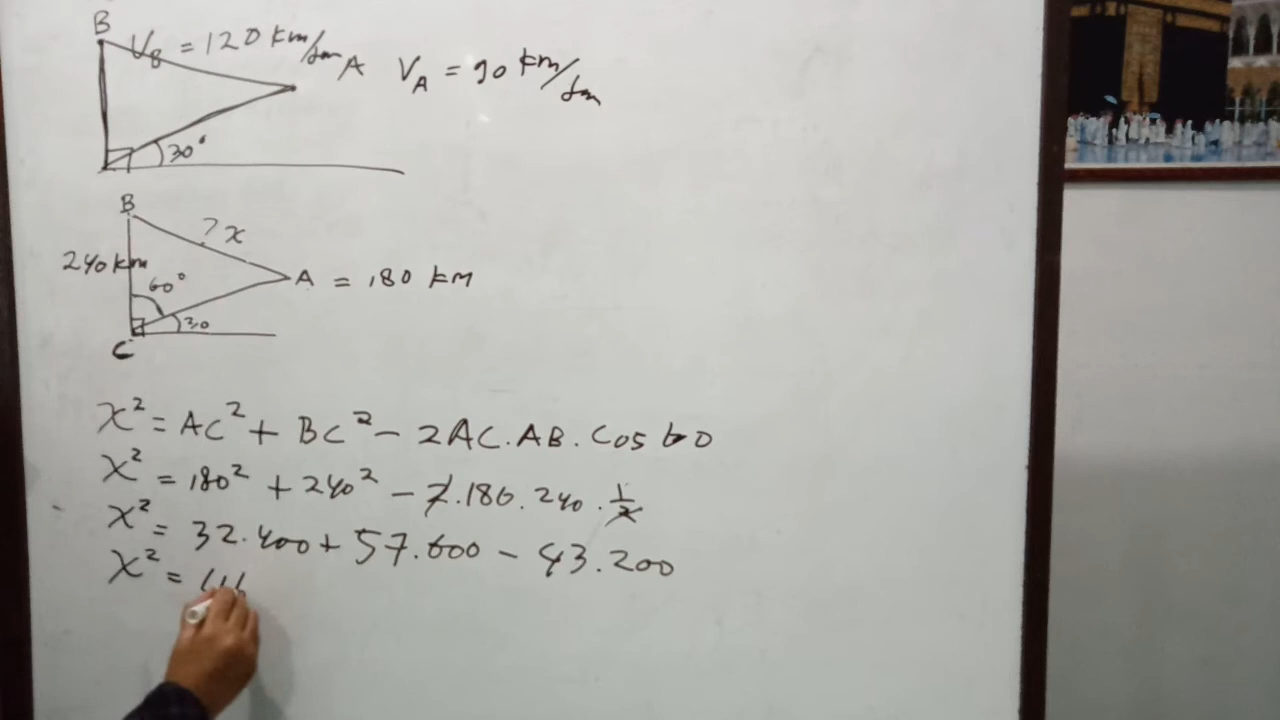 B
V_B = 120 km/Jam A V_A = 90 km/Jam
30°
B
? x
240 km
60°
A = 180 km
30
C
x² = AC² + BC² - 2AC.AB.Cos 60
x² = 180² + 240² - 2.180.240.1/2
x² = 32.400 + 57.600 - 43.200
x² = 46